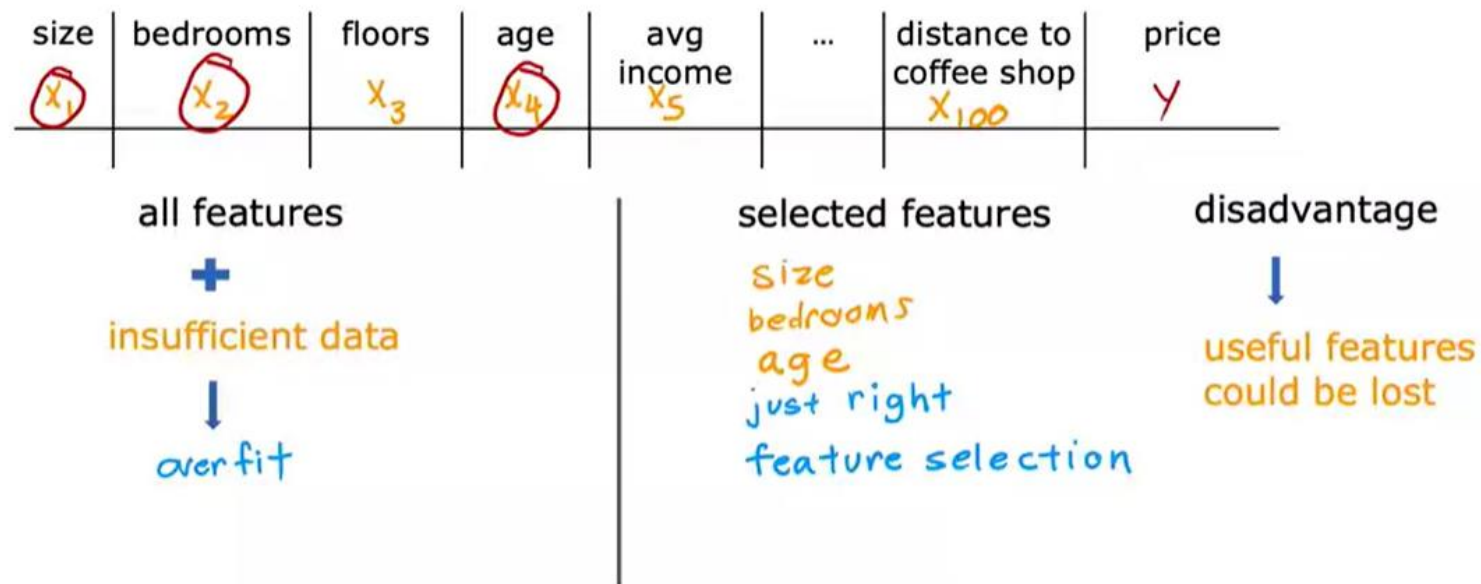 size bedrooms floors age avg income ... distance to coffee shop price
x₁ x₂ x₃ x₄ x₅ x₁₀₀ y
all features
+
insufficient data
overfit
selected features
size
bedrooms
age
just right
feature selection
disadvantage
useful features
could be lost